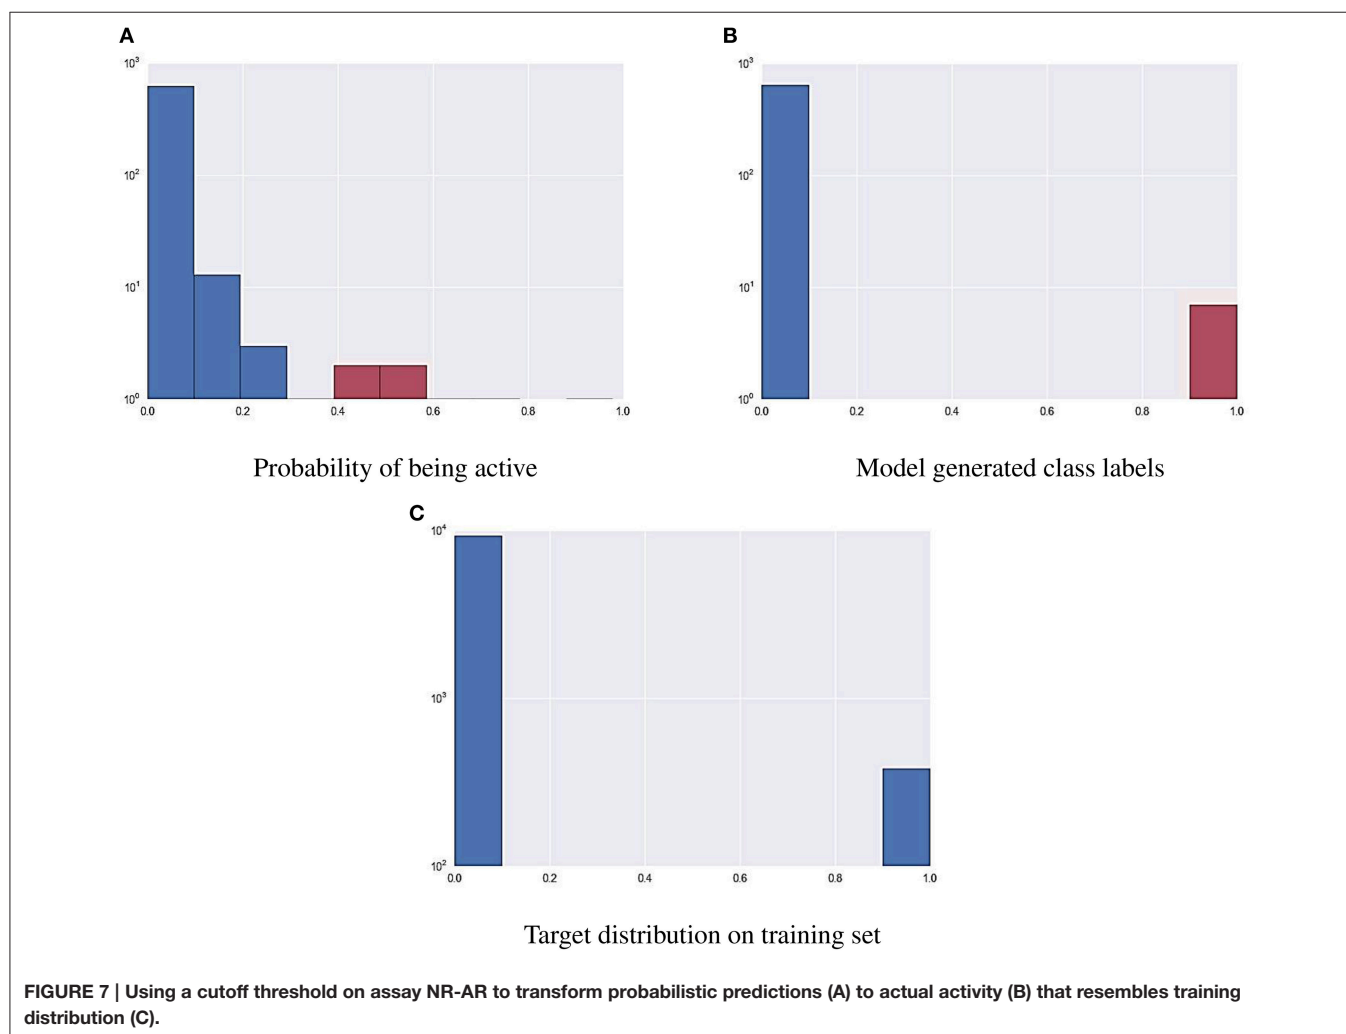 A
10³
10²
10¹
10⁰
0.0 0.2 0.4 0.6 0.8 1.0
Probability of being active
B
10³
10²
10¹
10⁰
0.0 0.2 0.4 0.6 0.8 1.0
Model generated class labels
C
10⁴
10³
10²
0.0 0.2 0.4 0.6 0.8 1.0
Target distribution on training set
FIGURE 7 | Using a cutoff threshold on assay NR-AR to transform probabilistic predictions (A) to actual activity (B) that resembles training
distribution (C).